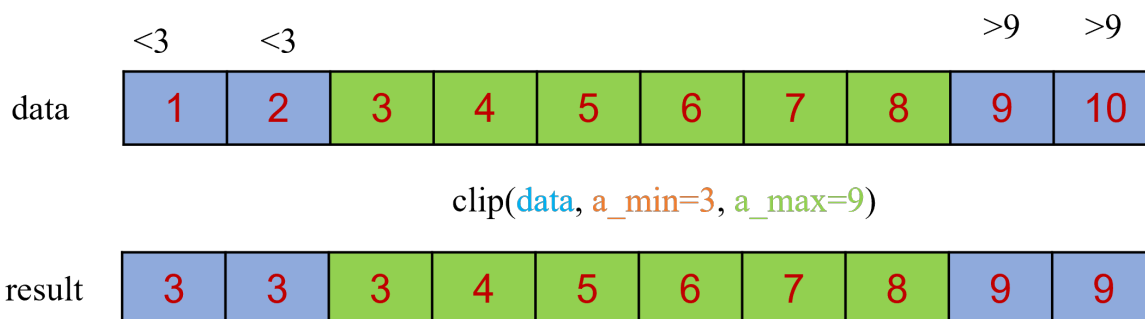 <3 <3 >9 >9
data 1 2 3 4 5 6 7 8 9 10
clip(data, a_min=3, a_max=9)
result 3 3 3 4 5 6 7 8 9 9